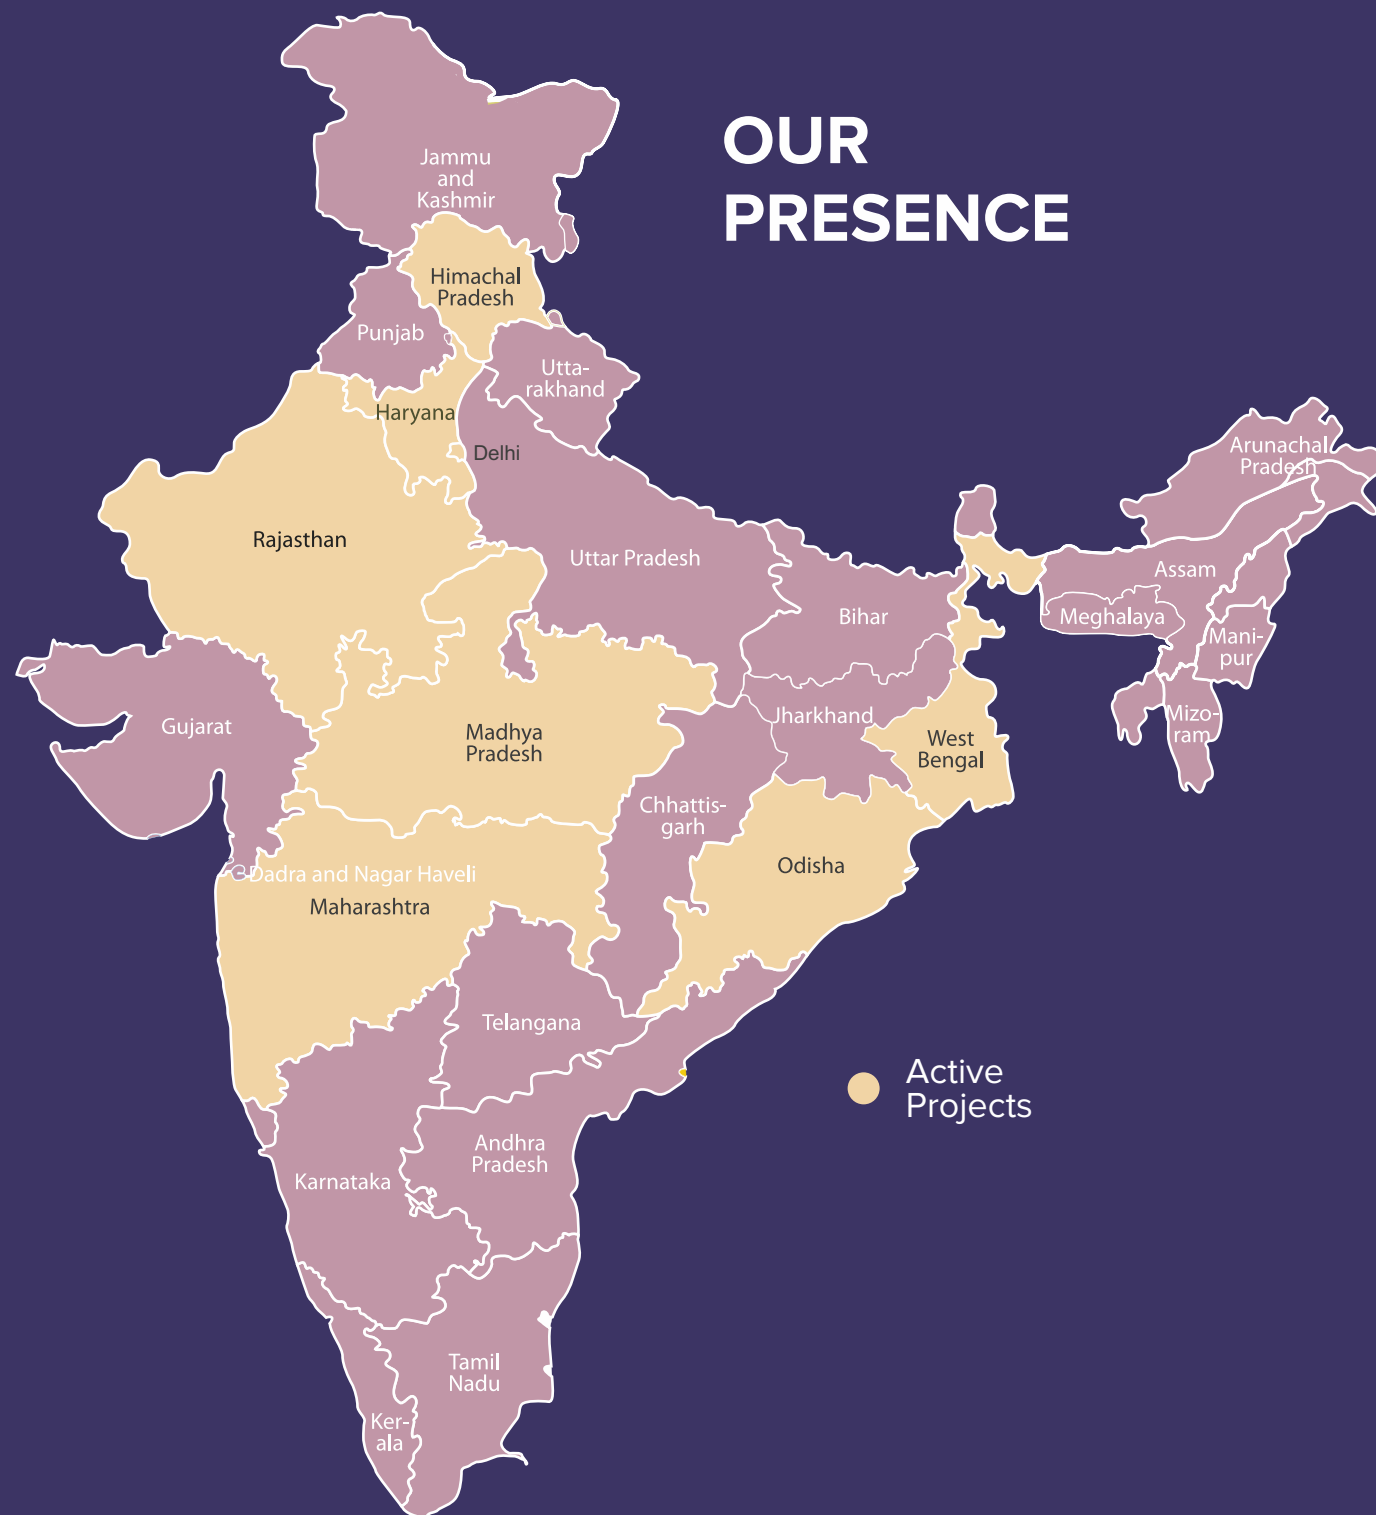 OUR
PRESENCE
Jammu
and
Kashmir
Himachal
Pradesh
Punjab
Utta-
rakhand
Haryana
Delhi
Arunachal
Pradesh
Rajasthan
Uttar Pradesh
Assam
Bihar
Meghalaya
Mani-
pur
Gujarat
Jharkhand
Mizo-
ram
Madhya
Pradesh
West
Bengal
Chhattis-
garh
Odisha
Dadra and Nagar Haveli
Maharashtra
Telangana
Active
Projects
Andhra
Pradesh
Karnataka
Tamil
Nadu
Ker-
ala